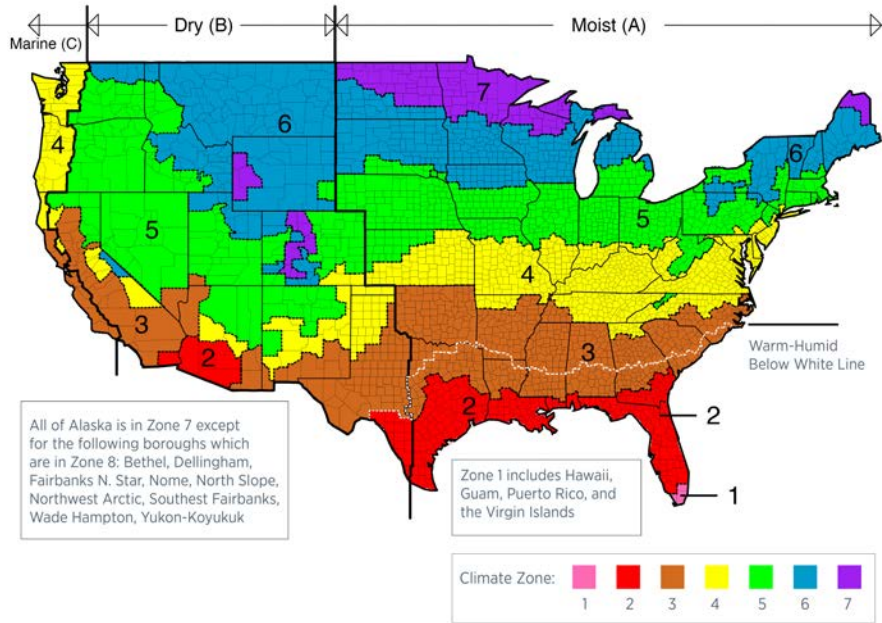 Marine (C)
Dry (B)
Moist (A)
7
6
4
6
5
5
4
3
3
2
2
Warm-Humid
Below White Line
2
1
All of Alaska is in Zone 7 except
for the following boroughs which
are in Zone 8: Bethel, Dellingham,
Fairbanks N. Star, Nome, North Slope,
Northwest Arctic, Southest Fairbanks,
Wade Hampton, Yukon-Koyukuk
Zone 1 includes Hawaii,
Guam, Puerto Rico, and
the Virgin Islands
Climate Zone:
1 2 3 4 5 6 7